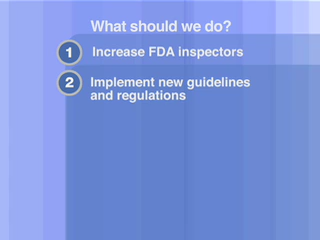 What should we do?
1 Increase FDA inspectors
2 Implement new guidelines
and regulations